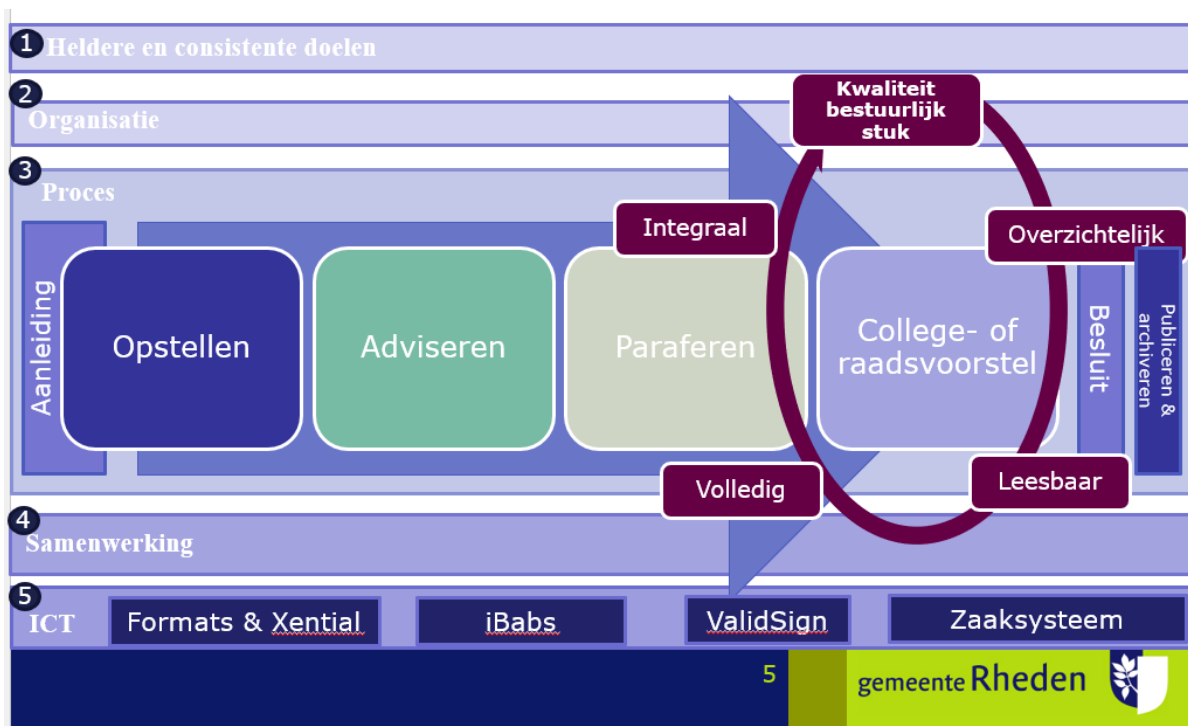 1 Heldere en consistente doelen
2
Organisatie
Kwaliteit
bestuurlijk
stuk
3
Proces
Integraal
Overzichtelijk
Aanleiding
Opstellen
Adviseren
Paraferen
College- of
raadsvoorstel
Besluit
Publiceren &
archiveren
Volledig
Leesbaar
4
Samenwerking
5
ICT
Formats & Xential
iBabs
ValidSign
Zaaksysteem
5
gemeente Rheden